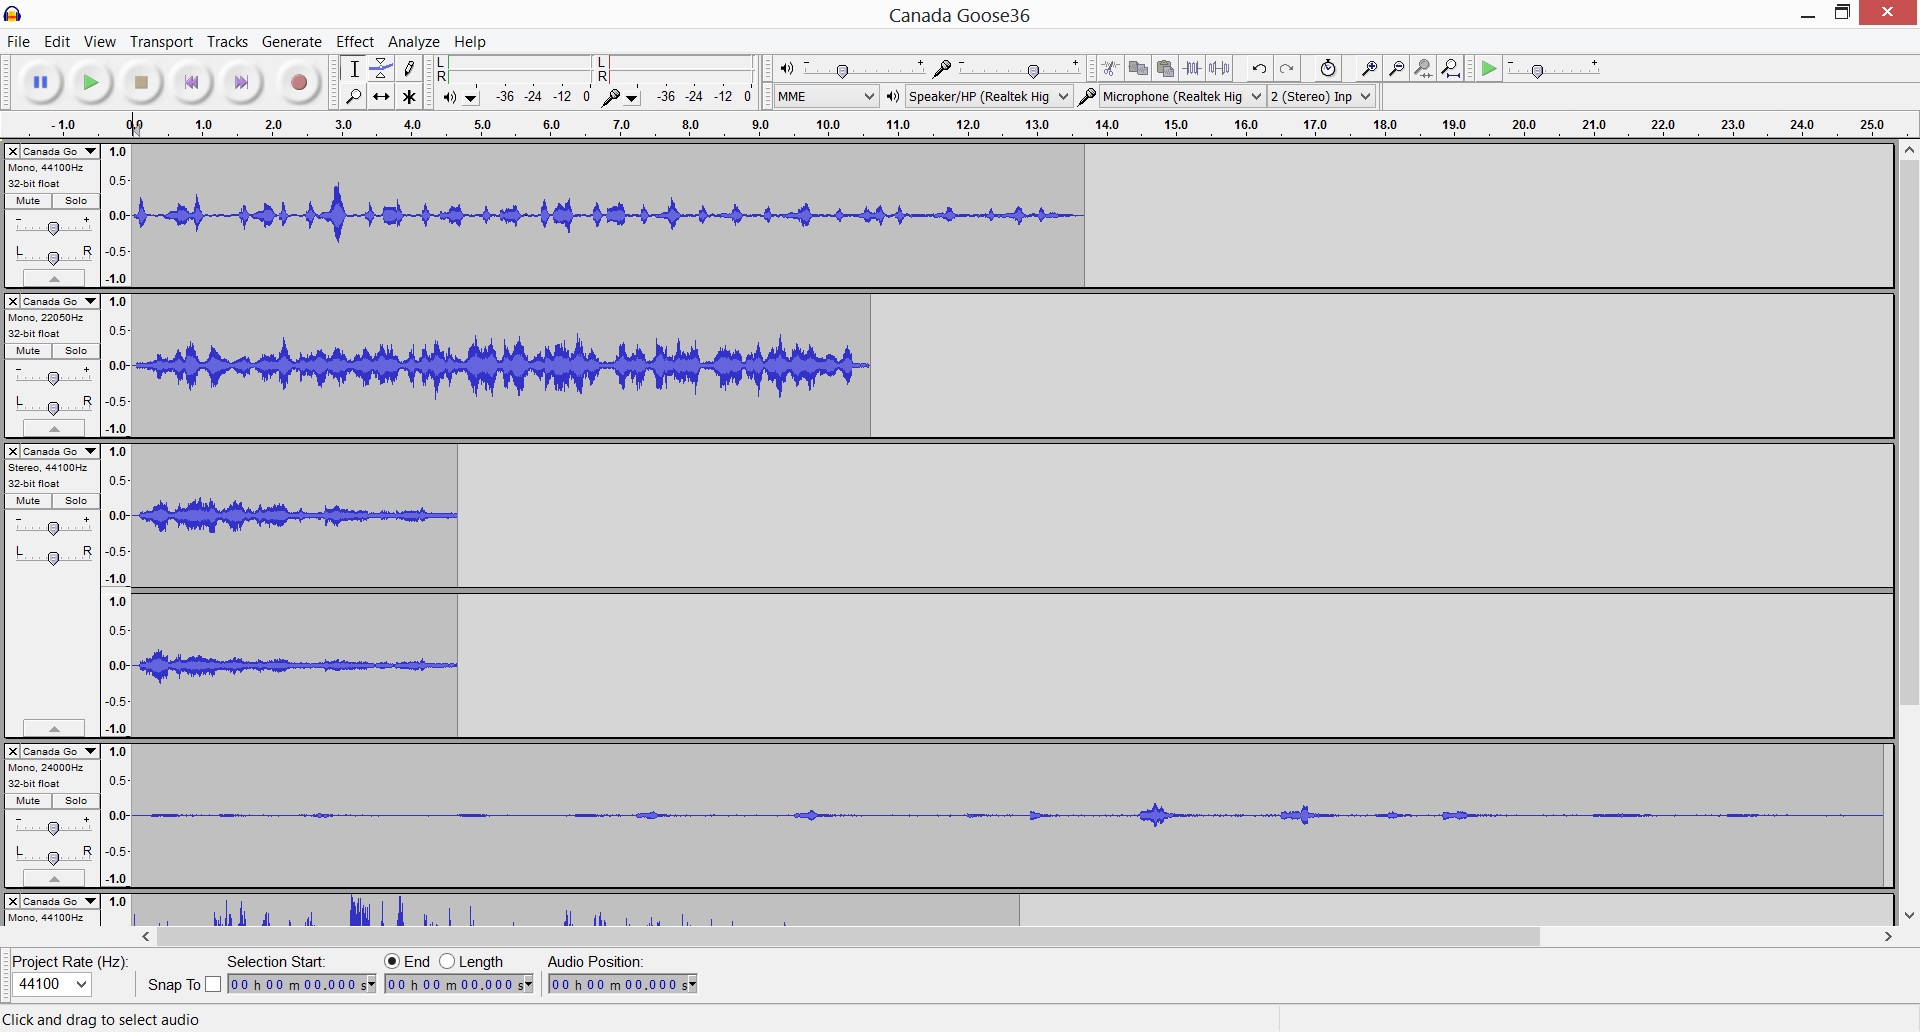 Canada Goose36
File Edit View Transport Tracks Generate Effect Analyze Help
L
R
-36 -24 -12 0
L
R
-36 -24 -12 0
MME
Speaker/HP (Realtek Hig
Microphone (Realtek Hig
2 (Stereo) Inp
- 1.0 0.0 1.0 2.0 3.0 4.0 5.0 6.0 7.0 8.0 9.0 10.0 11.0 12.0 13.0 14.0 15.0 16.0 17.0 18.0 19.0 20.0 21.0 22.0 23.0 24.0 25.0
Canada Go
Mono, 44100Hz
32-bit float
Mute Solo
- +
L R
1.0
0.5
0.0
-0.5
-1.0
Canada Go
Mono, 22050Hz
32-bit float
Mute Solo
- +
L R
1.0
0.5
0.0
-0.5
-1.0
Canada Go
Stereo, 44100Hz
32-bit float
Mute Solo
- +
L R
1.0
0.5
0.0
-0.5
-1.0
1.0
0.5
0.0
-0.5
-1.0
Canada Go
Mono, 24000Hz
32-bit float
Mute Solo
- +
L R
1.0
0.5
0.0
-0.5
-1.0
Canada Go
Mono, 44100Hz
1.0
Project Rate (Hz):
44100
Snap To
Selection Start:
00 h 00 m 00.000 s
End Length
00 h 00 m 00.000 s
Audio Position:
00 h 00 m 00.000 s
Click and drag to select audio